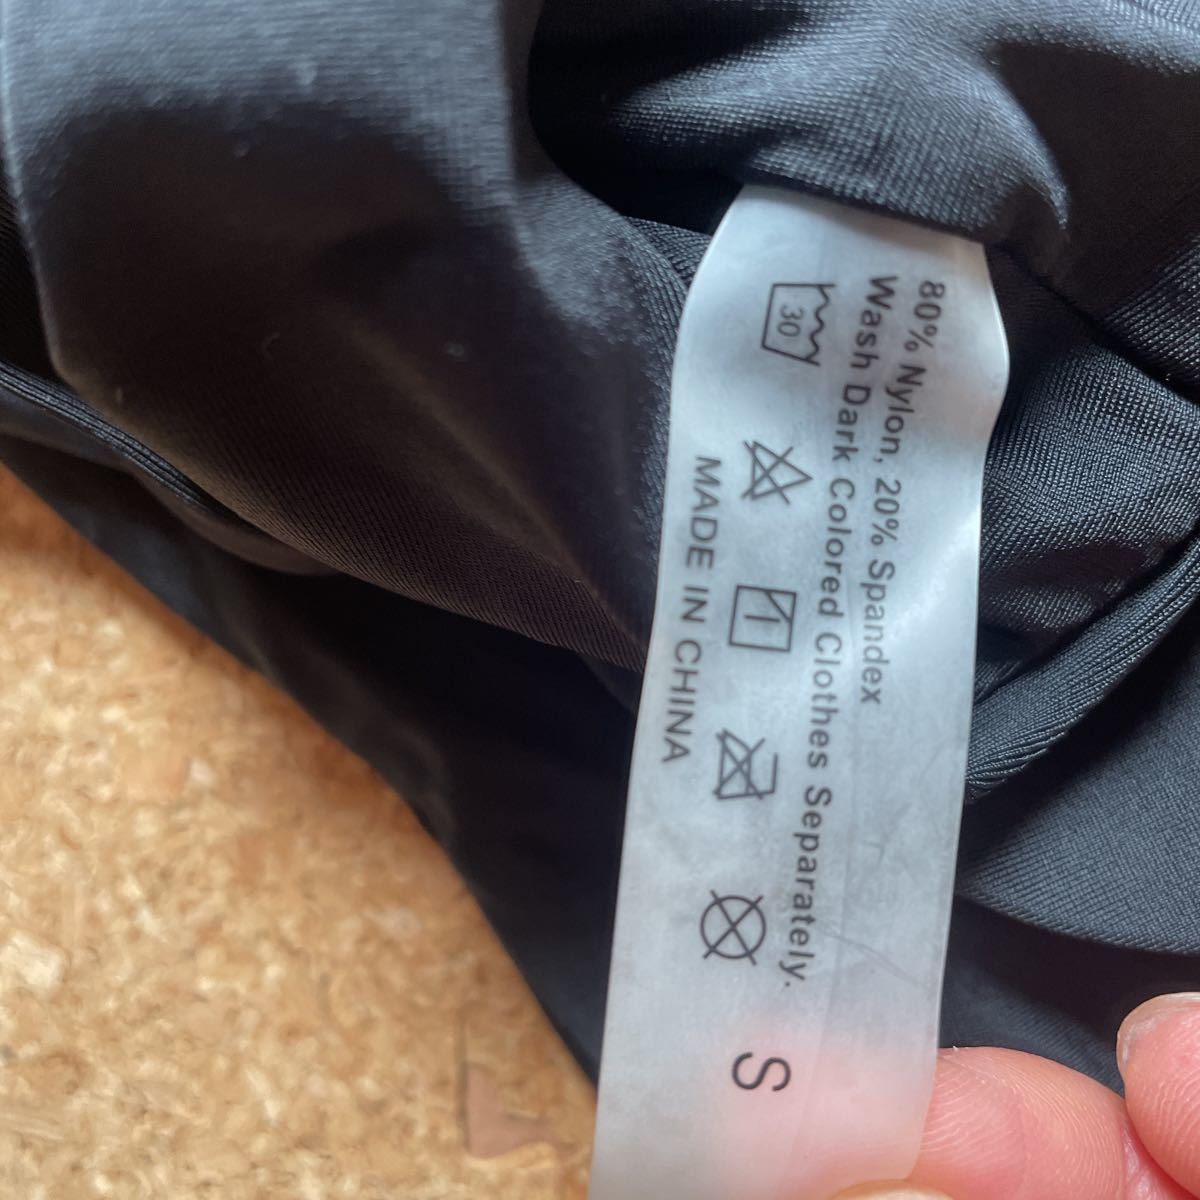 80% Nylon, 20% Spandex
Wash Dark Colored Clothes Separately.
30
MADE IN CHINA
S